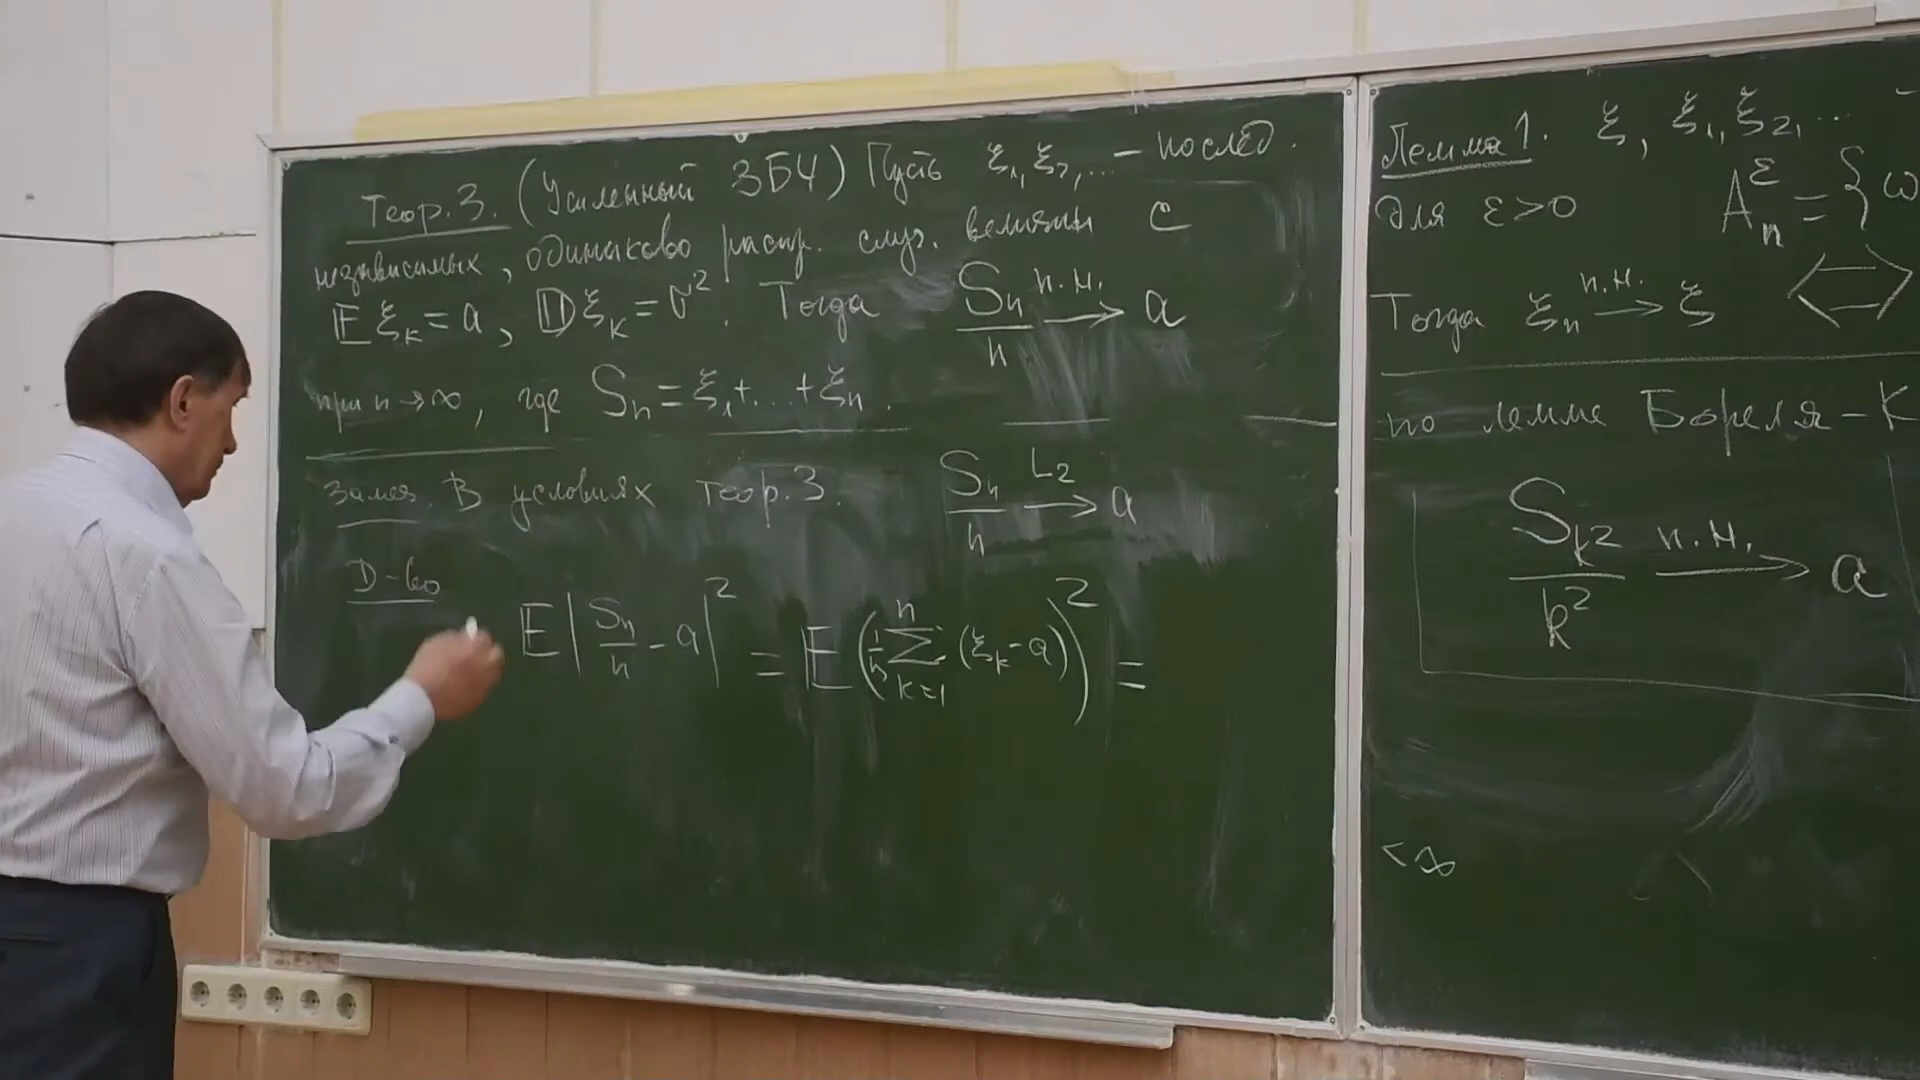 Теор. 3. (Усиленный ЗБЧ) Пусть ξ₁, ξ₂, ... – послед.
независимых, одинаково распр. случ. величин с
𝔼ξₖ = a, 𝔻ξₖ = σ². Тогда Sₙ/n п.н.→ a
при n → ∞, где Sₙ = ξ₁ + ... + ξₙ.
Замеч. В условиях теор. 3. Sₙ/n L₂→ a
Д-во
𝔼|Sₙ/n - a|² = 𝔼(1/n ∑ₖ₌₁ⁿ (ξₖ - a))² =
Лемма 1. ξ, ξ₁, ξ₂, ...
для ε > 0 Aₙ^ε = {ω
Тогда ξₙ п.н.→ ξ ⟺
по лемме Бореля – К
S_{k²}/k² п.н.→ a
< ∞